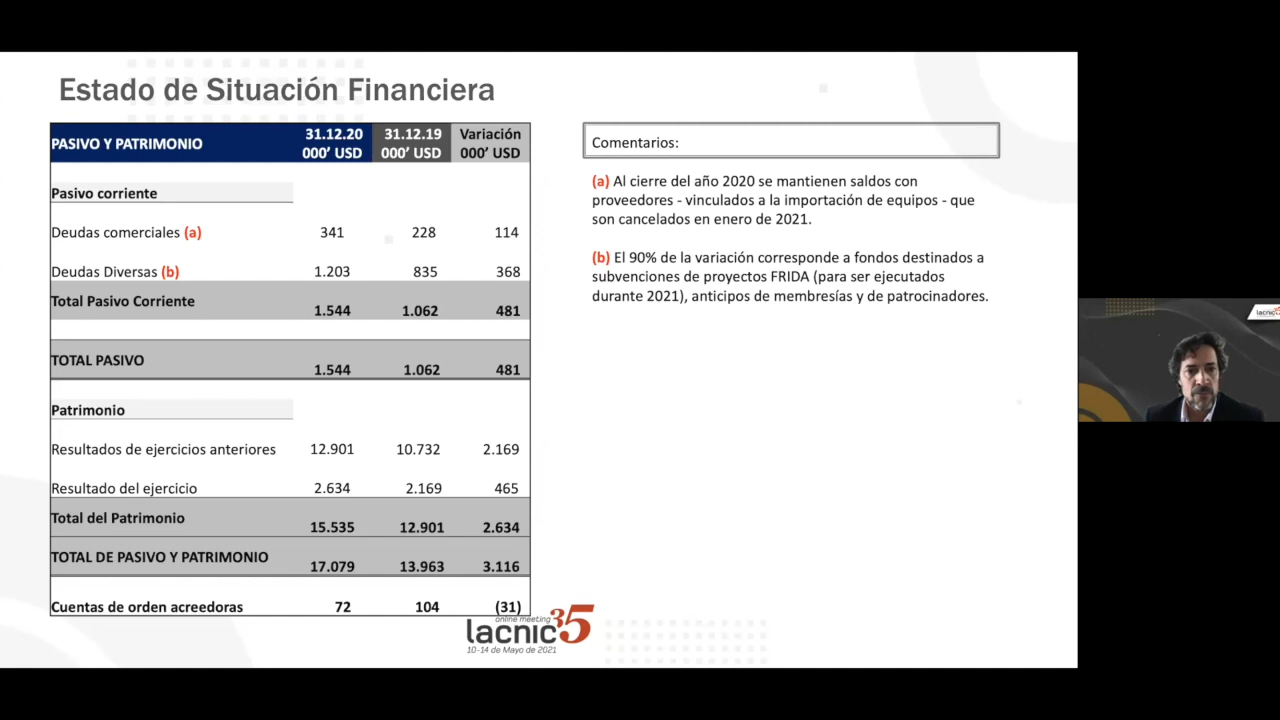 Estado de Situación Financiera
PASIVO Y PATRIMONIO 31.12.20 000’ USD 31.12.19 000’ USD Variación 000’ USD
Pasivo corriente
Deudas comerciales (a) 341 228 114
Deudas Diversas (b) 1.203 835 368
Total Pasivo Corriente 1.544 1.062 481
TOTAL PASIVO 1.544 1.062 481
Patrimonio
Resultados de ejercicios anteriores 12.901 10.732 2.169
Resultado del ejercicio 2.634 2.169 465
Total del Patrimonio 15.535 12.901 2.634
TOTAL DE PASIVO Y PATRIMONIO 17.079 13.963 3.116
Cuentas de orden acreedoras 72 104 (31)
Comentarios:
(a) Al cierre del año 2020 se mantienen saldos con
proveedores - vinculados a la importación de equipos - que
son cancelados en enero de 2021.
(b) El 90% de la variación corresponde a fondos destinados a
subvenciones de proyectos FRIDA (para ser ejecutados
durante 2021), anticipos de membresías y de patrocinadores.
online meeting
lacnic35
10-14 de Mayo de 2021
lacnic35